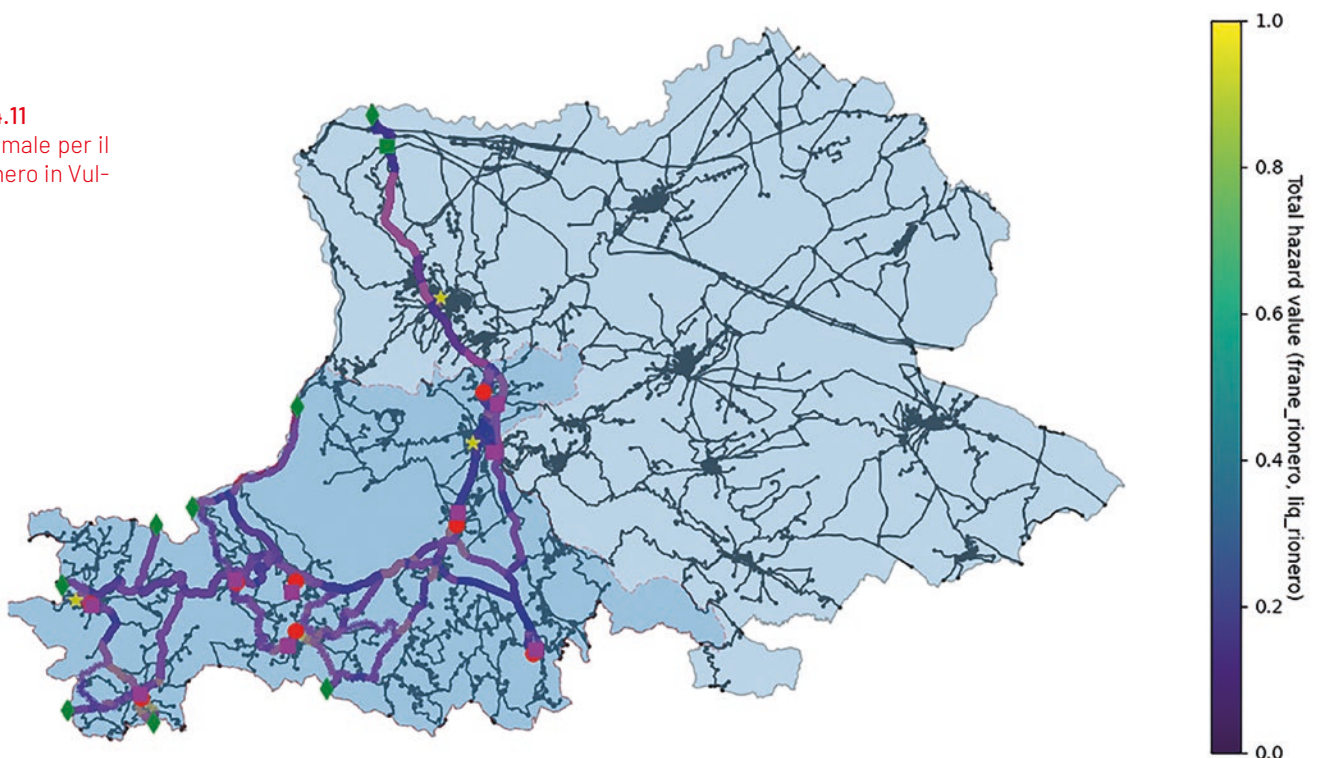 .11
male per il
nero in Vul-
1.0
0.8
0.6
0.4
0.2
0.0
Total hazard value (frane_rionero, liq_rionero)